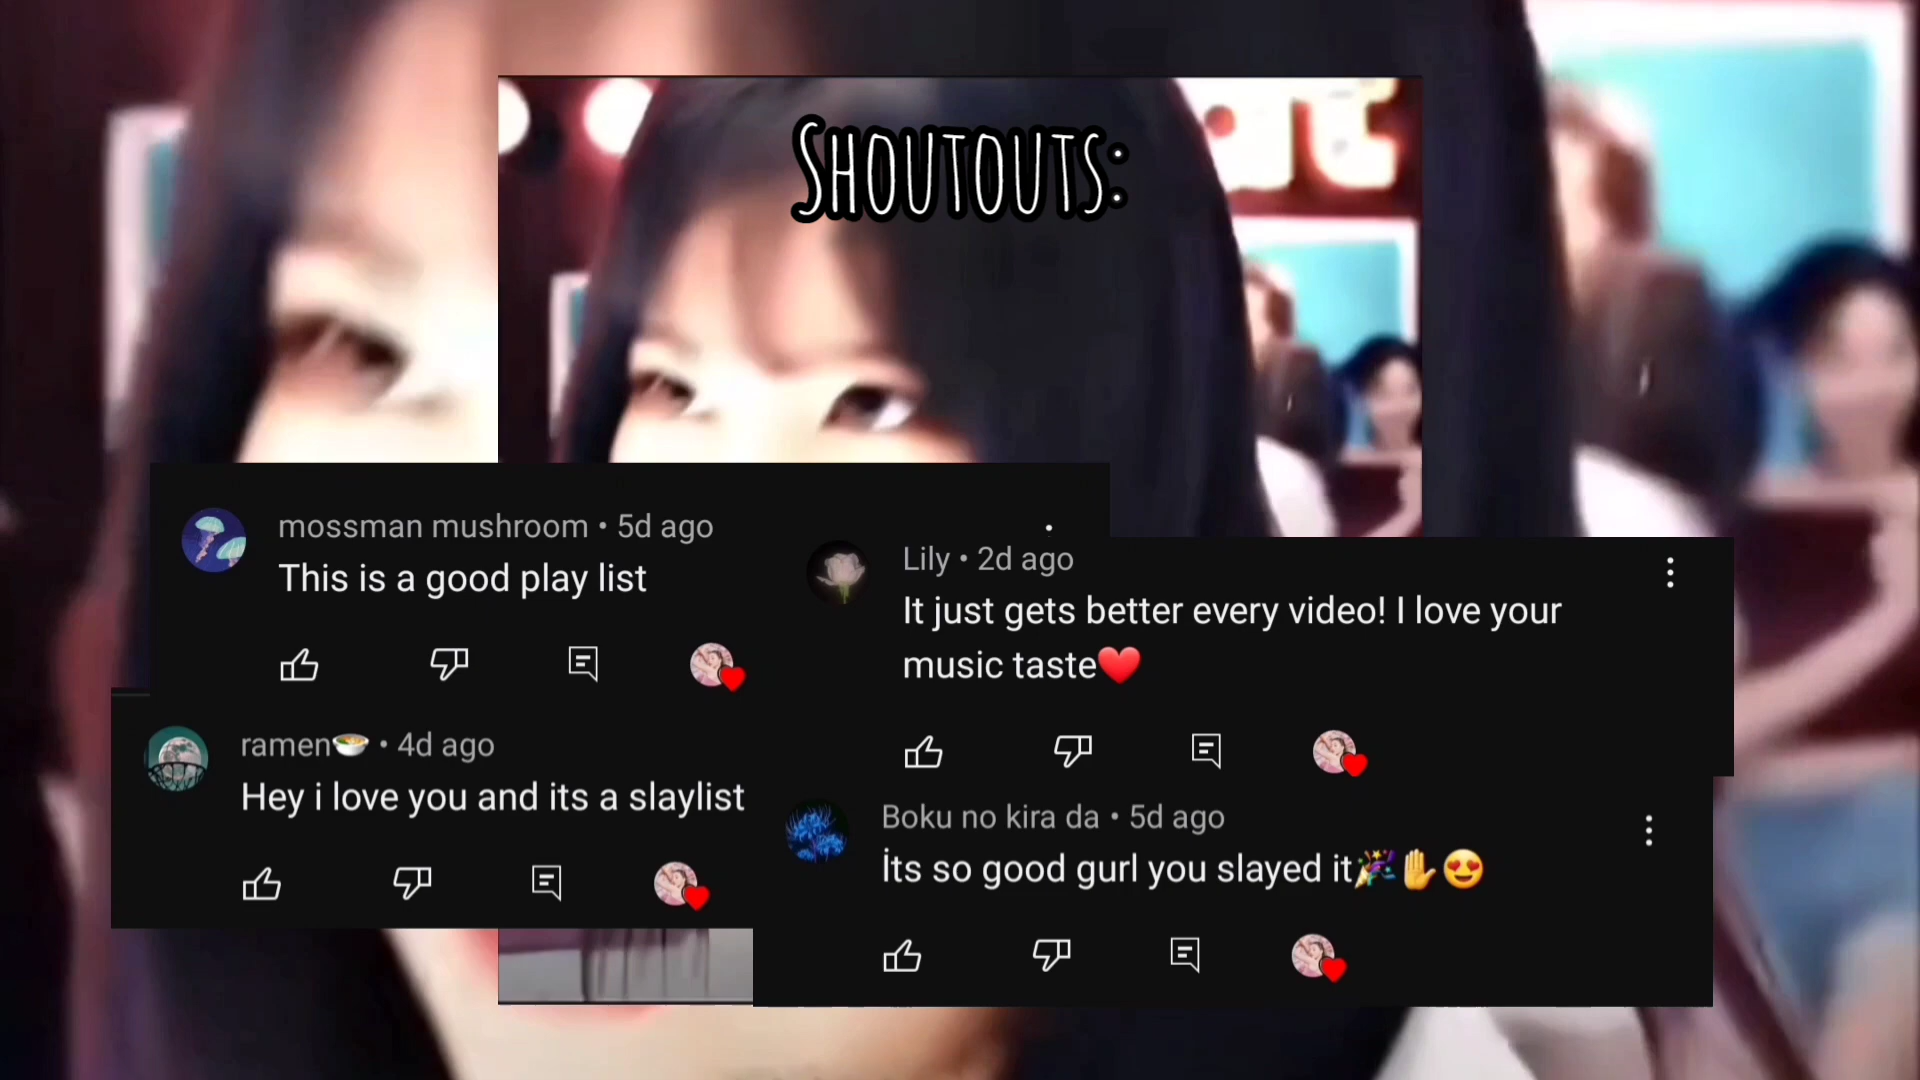 SHOUTOUTS:
mossman mushroom • 5d ago
This is a good play list
Lily • 2d ago
It just gets better every video! I love your
music taste❤️
ramen🍜 • 4d ago
Hey i love you and its a slaylist
Boku no kira da • 5d ago
İts so good gurl you slayed it🎉✋😍